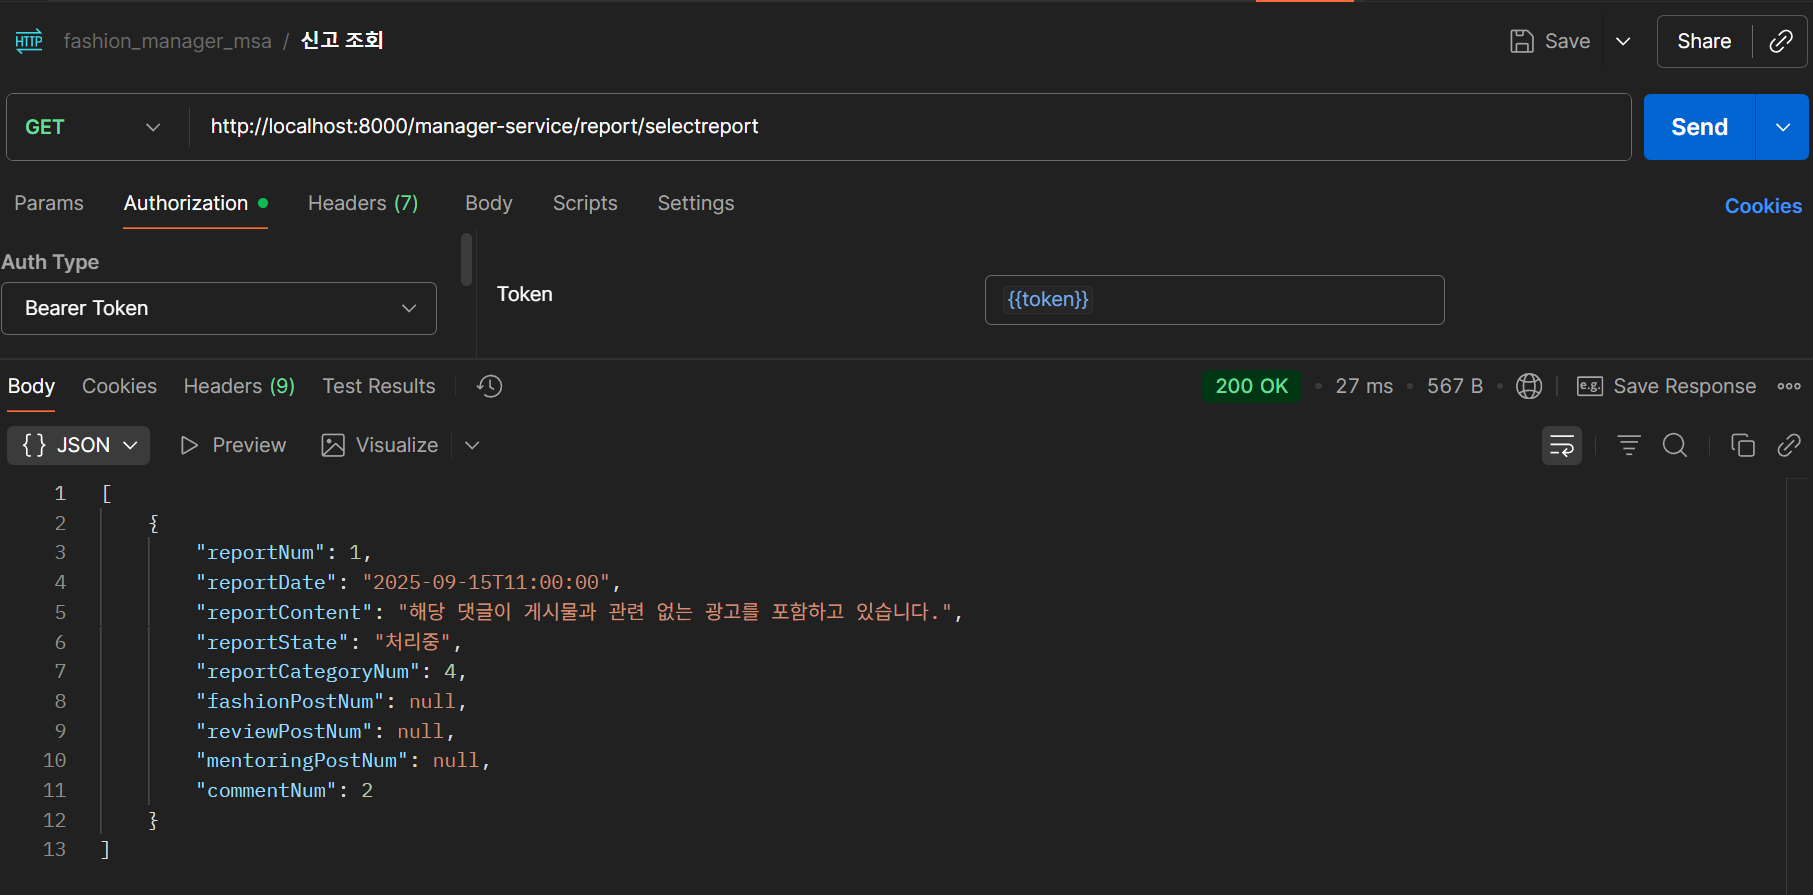 HTTP fashion_manager_msa / 신고 조회 Save Share
GET http://localhost:8000/manager-service/report/selectreport Send
Params Authorization Headers (7) Body Scripts Settings Cookies
Auth Type
Bearer Token
Token {{token}}
Body Cookies Headers (9) Test Results 200 OK 27 ms 567 B e.g. Save Response
{} JSON Preview Visualize
1 [
2 {
3 "reportNum": 1,
4 "reportDate": "2025-09-15T11:00:00",
5 "reportContent": "해당 댓글이 게시물과 관련 없는 광고를 포함하고 있습니다.",
6 "reportState": "처리중",
7 "reportCategoryNum": 4,
8 "fashionPostNum": null,
9 "reviewPostNum": null,
10 "mentoringPostNum": null,
11 "commentNum": 2
12 }
13 ]